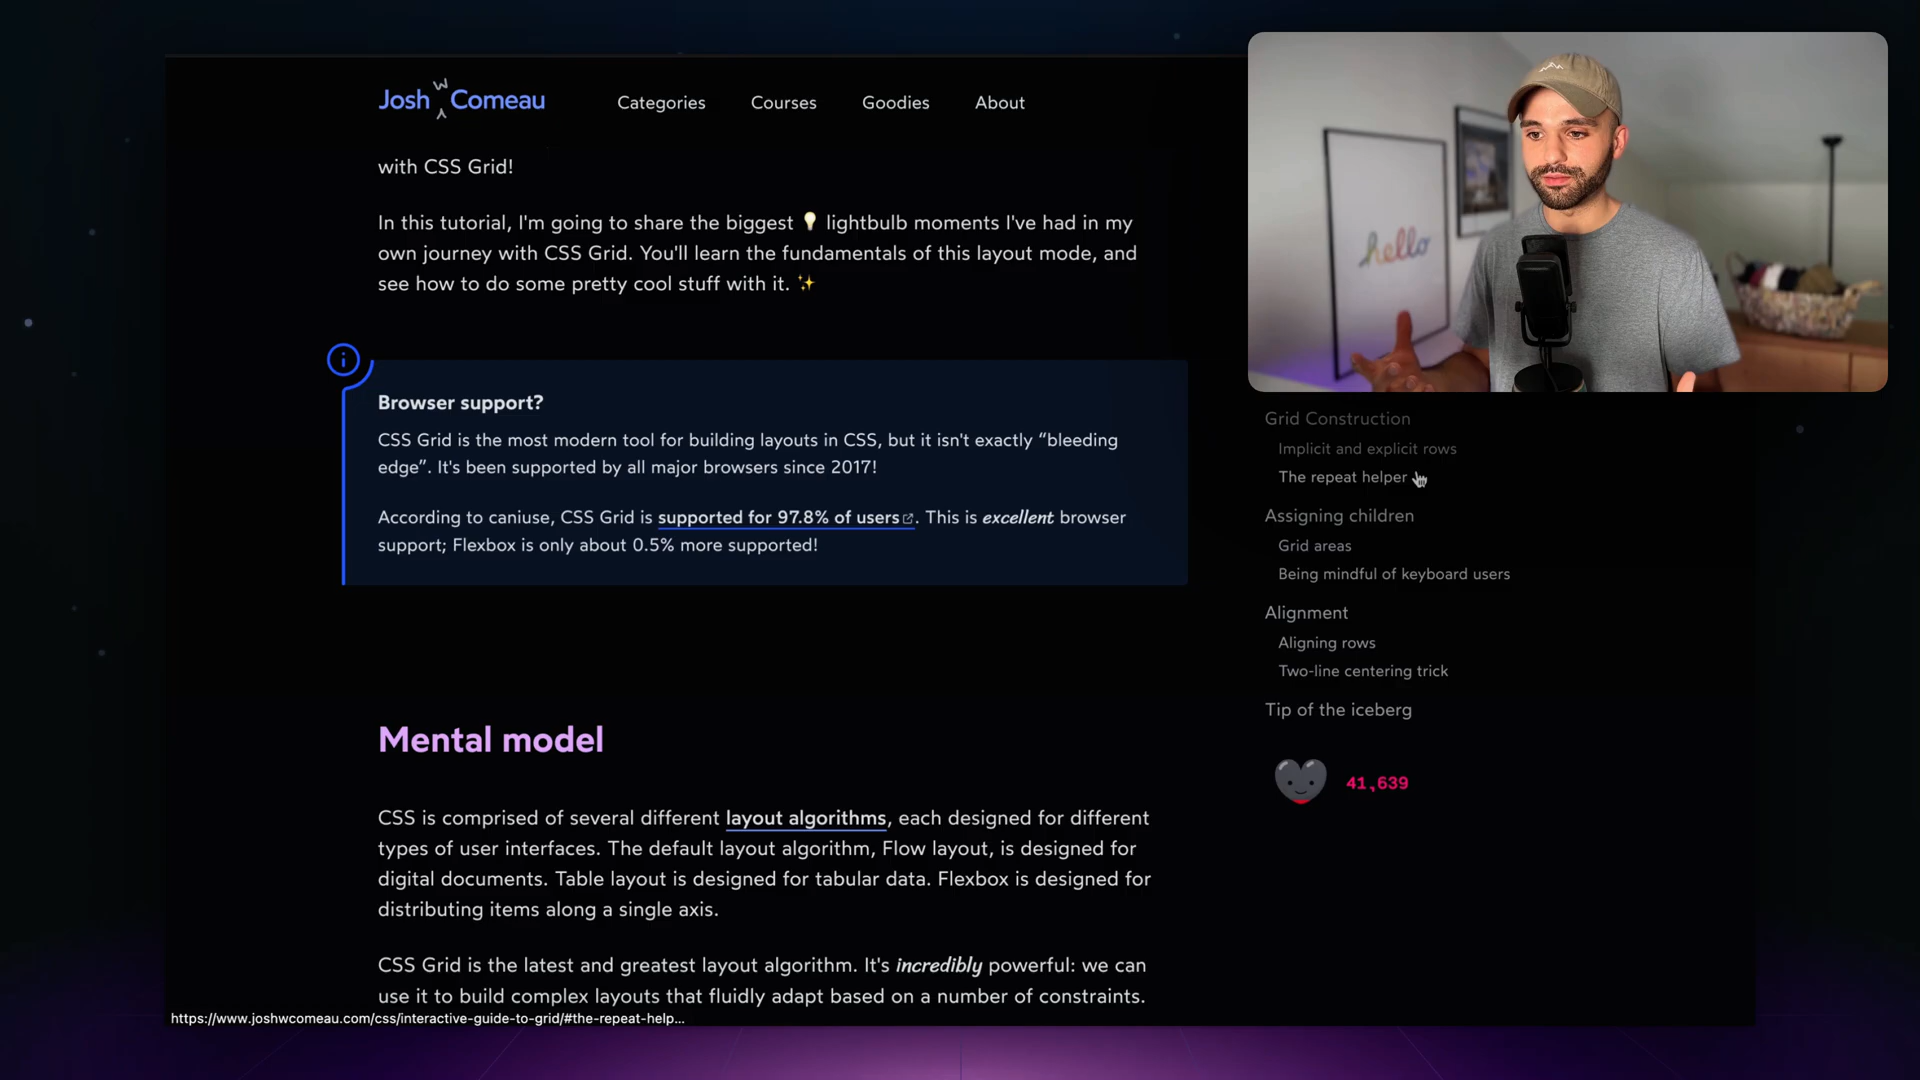 Josh W Comeau
Categories
Courses
Goodies
About
with CSS Grid!
In this tutorial, I'm going to share the biggest 💡 lightbulb moments I've had in my
own journey with CSS Grid. You'll learn the fundamentals of this layout mode, and
see how to do some pretty cool stuff with it. ✨
Browser support?
CSS Grid is the most modern tool for building layouts in CSS, but it isn't exactly “bleeding
edge”. It's been supported by all major browsers since 2017!
According to caniuse, CSS Grid is supported for 97.8% of users. This is excellent browser
support; Flexbox is only about 0.5% more supported!
Mental model
CSS is comprised of several different layout algorithms, each designed for different
types of user interfaces. The default layout algorithm, Flow layout, is designed for
digital documents. Table layout is designed for tabular data. Flexbox is designed for
distributing items along a single axis.
CSS Grid is the latest and greatest layout algorithm. It's incredibly powerful: we can
use it to build complex layouts that fluidly adapt based on a number of constraints.
https://www.joshwcomeau.com/css/interactive-guide-to-grid/#the-repeat-help...
hello
Grid Construction
Implicit and explicit rows
The repeat helper
Assigning children
Grid areas
Being mindful of keyboard users
Alignment
Aligning rows
Two-line centering trick
Tip of the iceberg
41,639